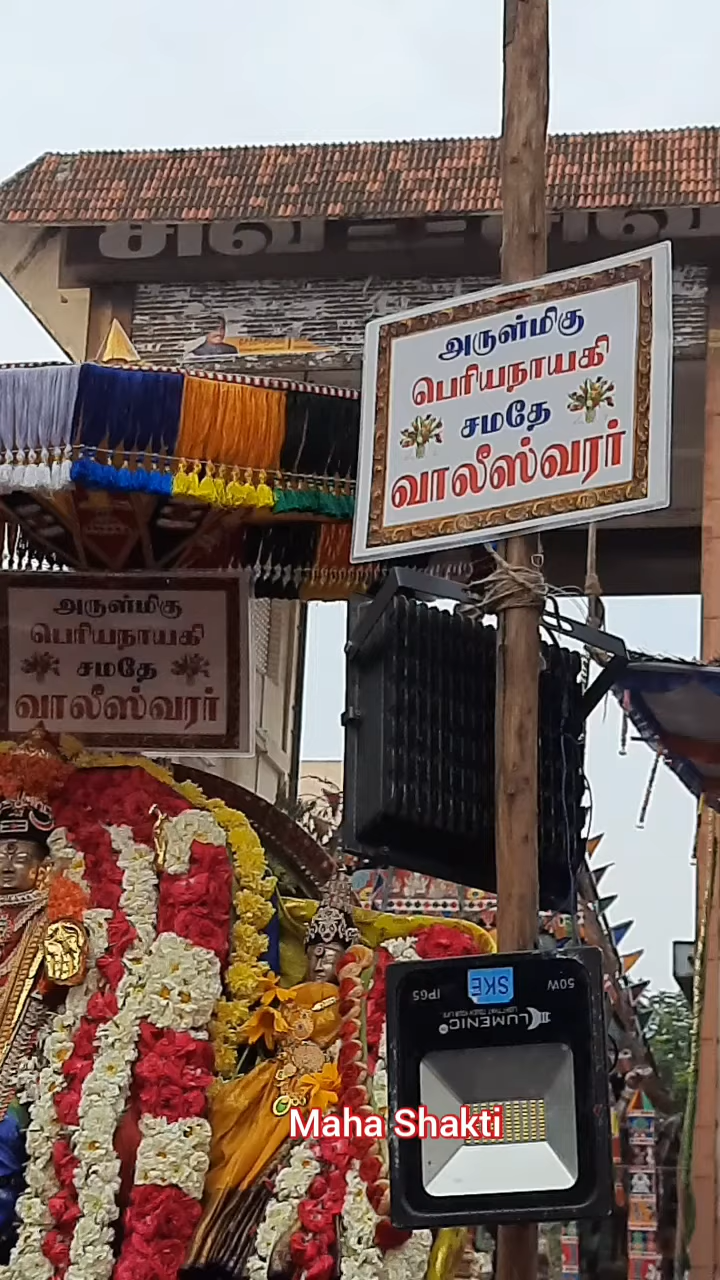 அருள்மிகு
பெரியநாயகி
சமதே
வாலீஸ்வரர்
அருள்மிகு
பெரியநாயகி
சமதே
வாலீஸ்வரர்
50W
SKE
IP65
LUMENIC
Maha Shakti